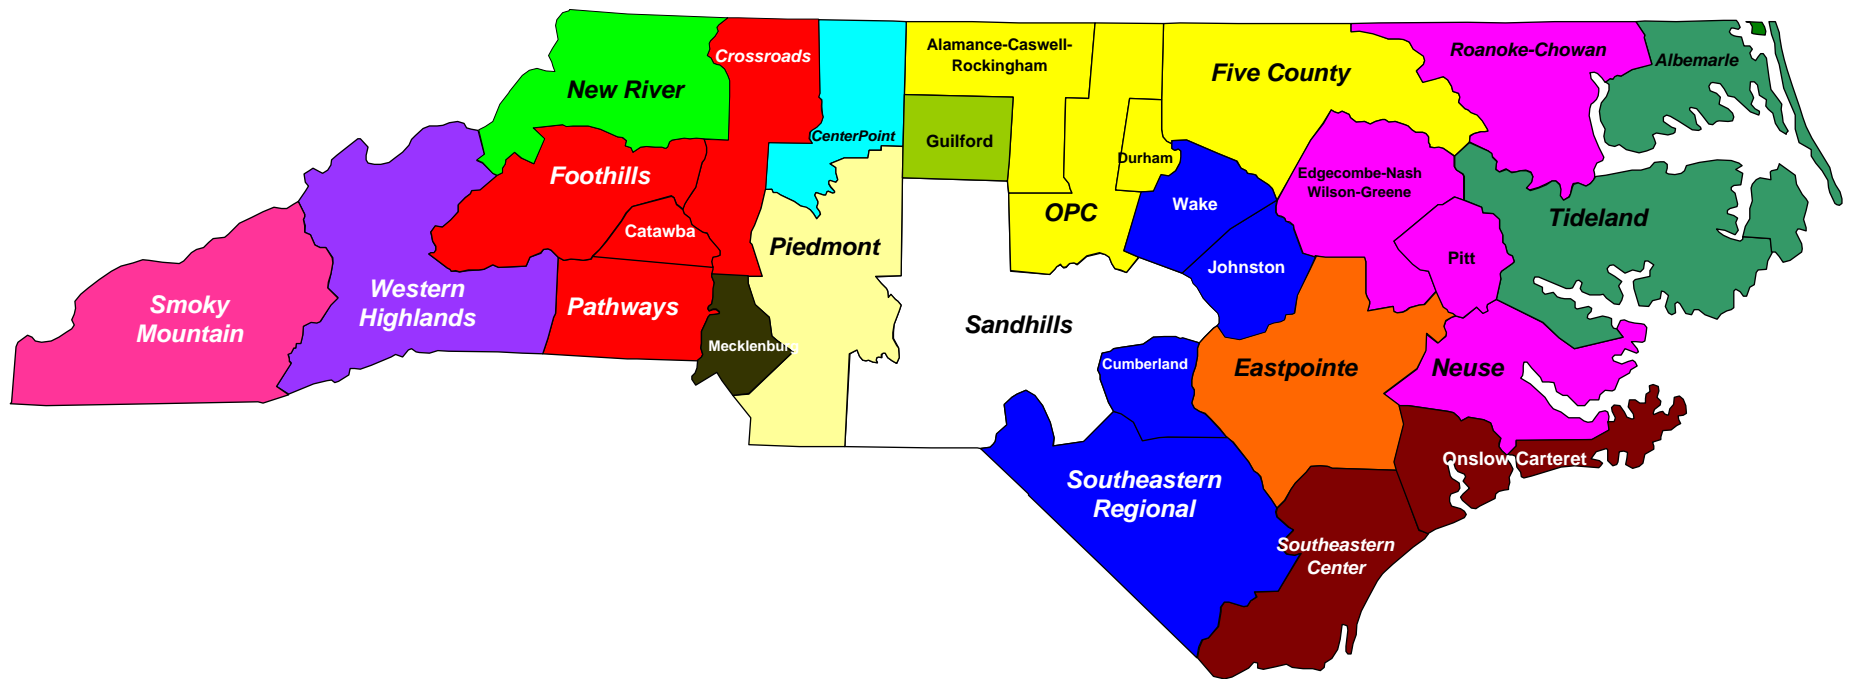 New River
Crossroads
CenterPoint
Alamance-Caswell-
Rockingham
Guilford
Durham
OPC
Five County
Roanoke-Chowan
Albemarle
Foothills
Catawba
Piedmont
Wake
Johnston
Edgecombe-Nash
Wilson-Greene
Pitt
Tideland
Smoky
Mountain
Western
Highlands
Pathways
Mecklenburg
Sandhills
Cumberland
Eastpointe
Neuse
Southeastern
Regional
Onslow-Carteret
Southeastern
Center